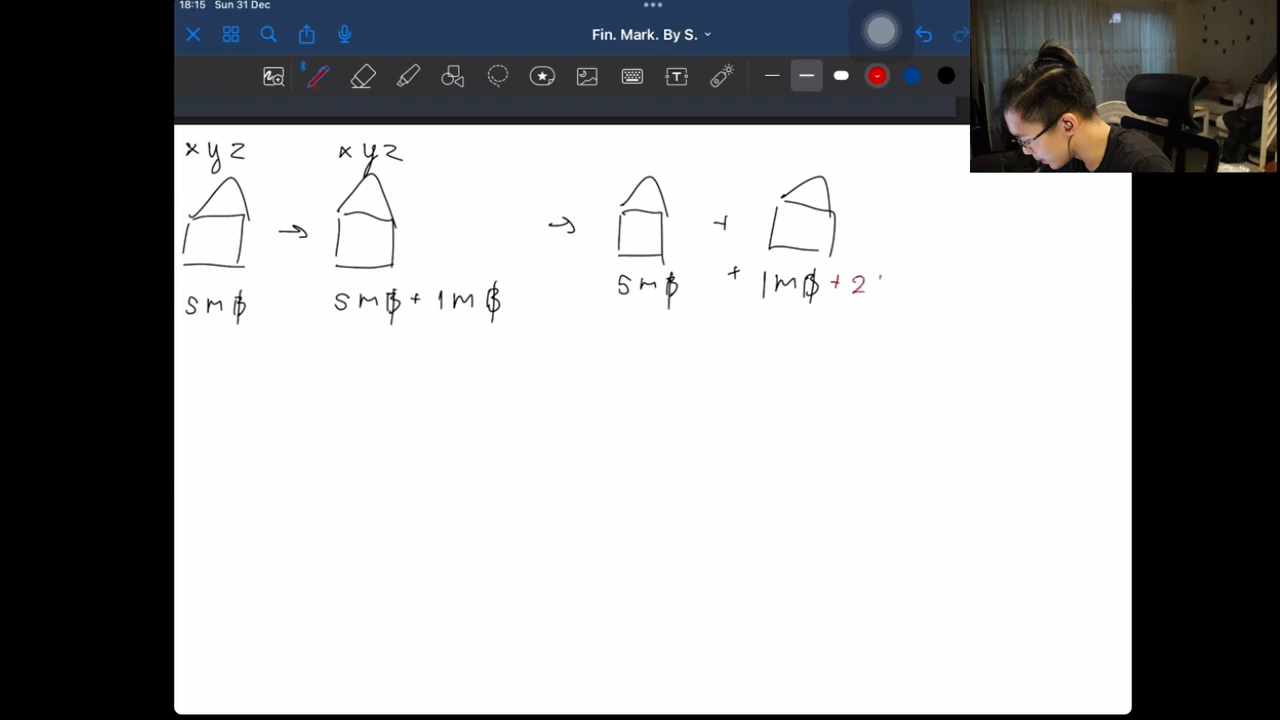 18:15 Sun 31 Dec
Fin. Mark. By S.
x y z
x y z
5 M ฿
5 M ฿ + 1 M ฿
5 M ฿ + 1 M ฿ + 2